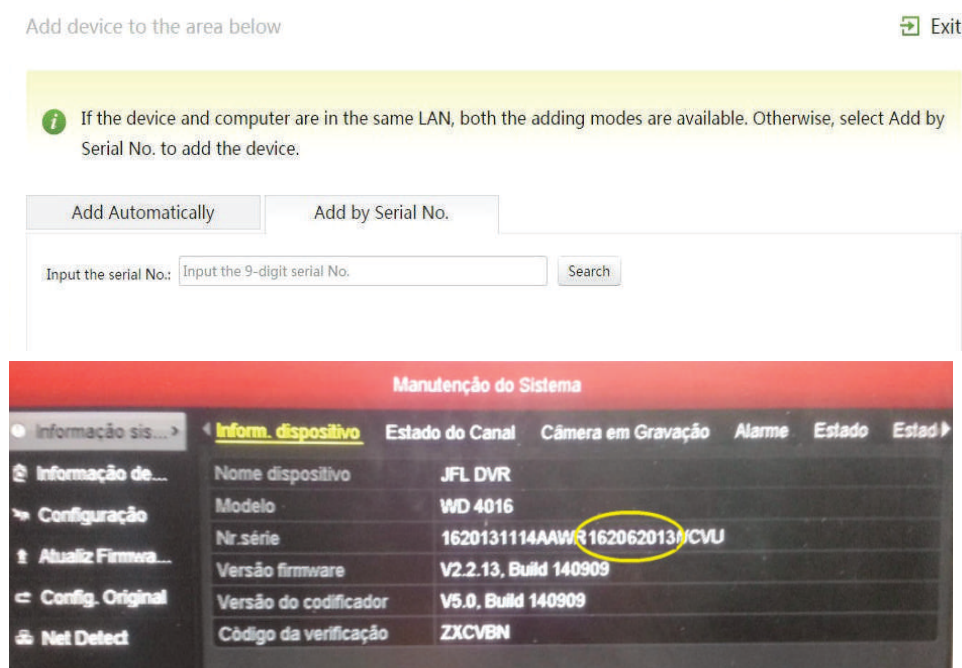 Add device to the area below
Exit
If the device and computer are in the same LAN, both the adding modes are available. Otherwise, select Add by
Serial No. to add the device.
Add Automatically
Add by Serial No.
Input the serial No.:
Input the 9-digit serial No.
Search
Manutenção do Sistema
Informação sis...
Inform. dispositivo
Estado do Canal
Câmera em Gravação
Alarme
Estado
Estad
Informação de...
Nome dispositivo JFL DVR
Modelo WD 4016
Configuração
Nr.série 1620131114AAWR162062013WCVU
Atualiz Firmwa...
Versão firmware V2.2.13, Build 140909
Config. Original
Versão do codificador V5.0, Build 140909
Net Detect
Còdigo da verificação ZXCVBN